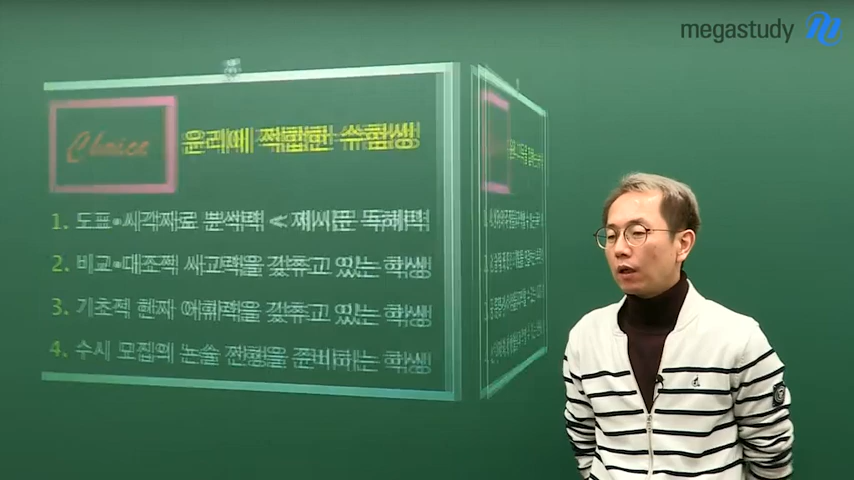 megastudy
Choice
윤리에 적합한 수험생
1. 도표•시각자료 분석력 < 제시문 독해력
2. 비교•대조적 사고력을 갖추고 있는 학생
3. 기초적 한자 어휘력을 갖추고 있는 학생
4. 수시 모집의 논술 전형을 준비하는 학생